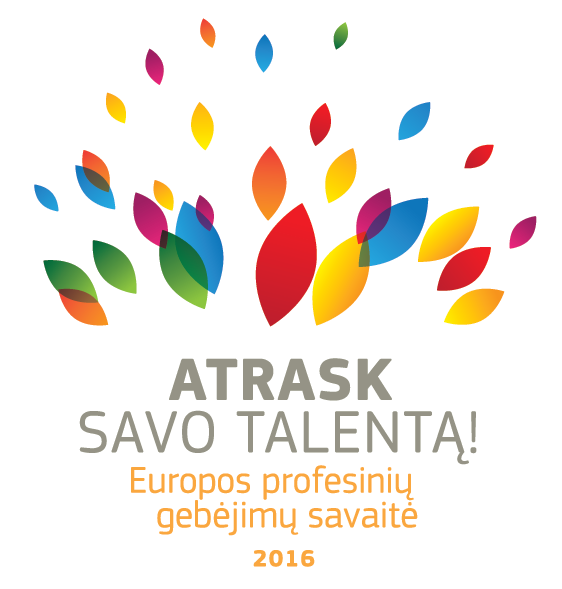 ATRASK
SAVO TALENTĄ!
Europos profesinių
gebėjimų savaitė
2016